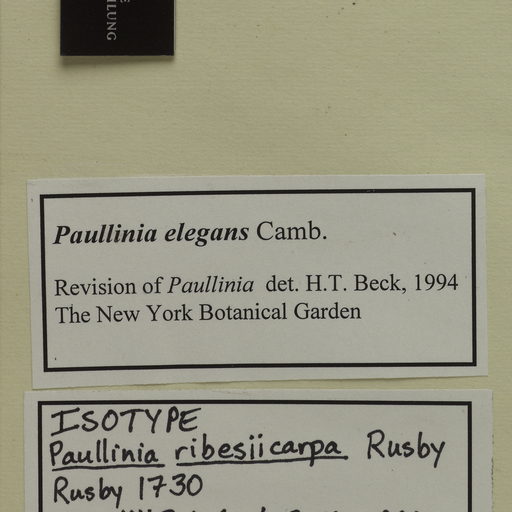 ILUNG
Paullinia elegans Camb.
Revision of Paullinia det. H.T. Beck, 1994
The New York Botanical Garden
ISOTYPE
Paullinia ribesiicarpa Rusby
Rusby 1730